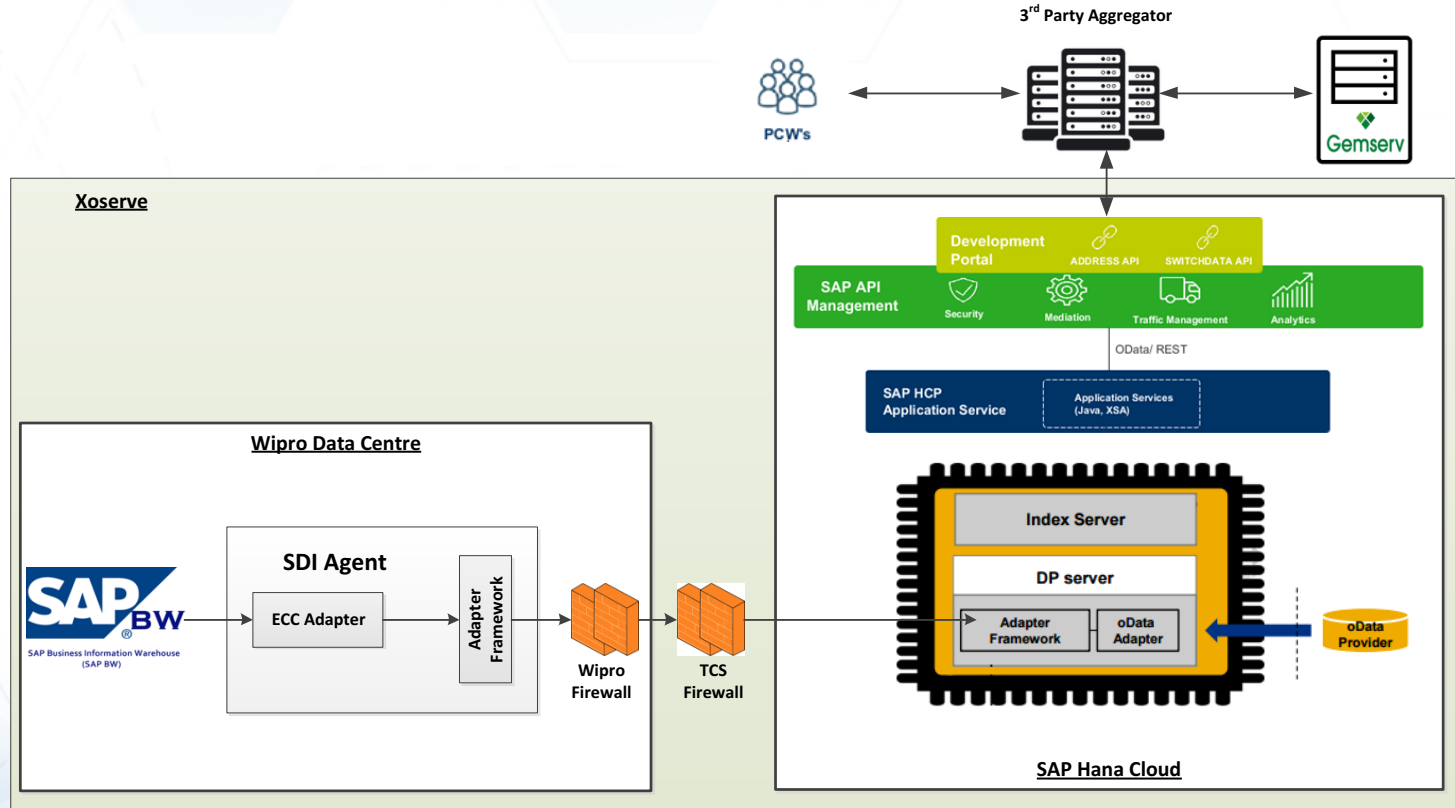 3rd Party Aggregator
PCW's
Gemserv
Xoserve
Development
Portal
ADDRESS API
SWITCHDATA API
SAP API
Management
Security
Mediation
Traffic Management
Analytics
OData/ REST
SAP HCP
Application Service
Application Services
(Java, XSA)
Wipro Data Centre
SAP BW
®
SAP Business Information Warehouse
(SAP BW)
SDI Agent
ECC Adapter
Adapter
Framework
Wipro
Firewall
TCS
Firewall
Index Server
DP server
Adapter
Framework
oData
Adapter
oData
Provider
SAP Hana Cloud